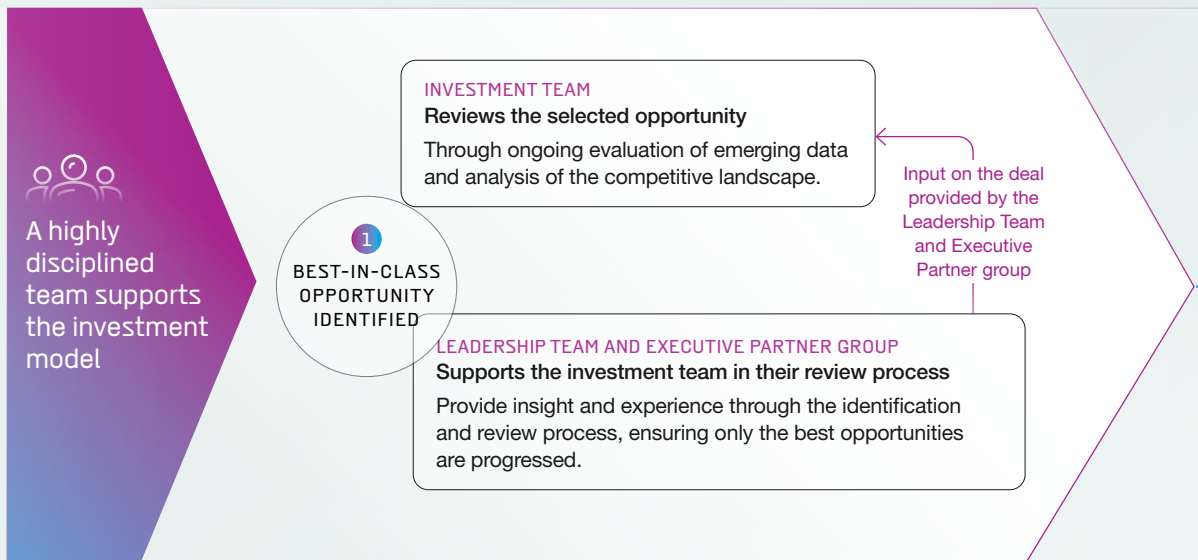 A highly
disciplined
team supports
the investment
model
1
BEST-IN-CLASS
OPPORTUNITY
IDENTIFIED
INVESTMENT TEAM
Reviews the selected opportunity
Through ongoing evaluation of emerging data
and analysis of the competitive landscape.
Input on the deal
provided by the
Leadership Team
and Executive
Partner group
LEADERSHIP TEAM AND EXECUTIVE PARTNER GROUP
Supports the investment team in their review process
Provide insight and experience through the identification
and review process, ensuring only the best opportunities
are progressed.